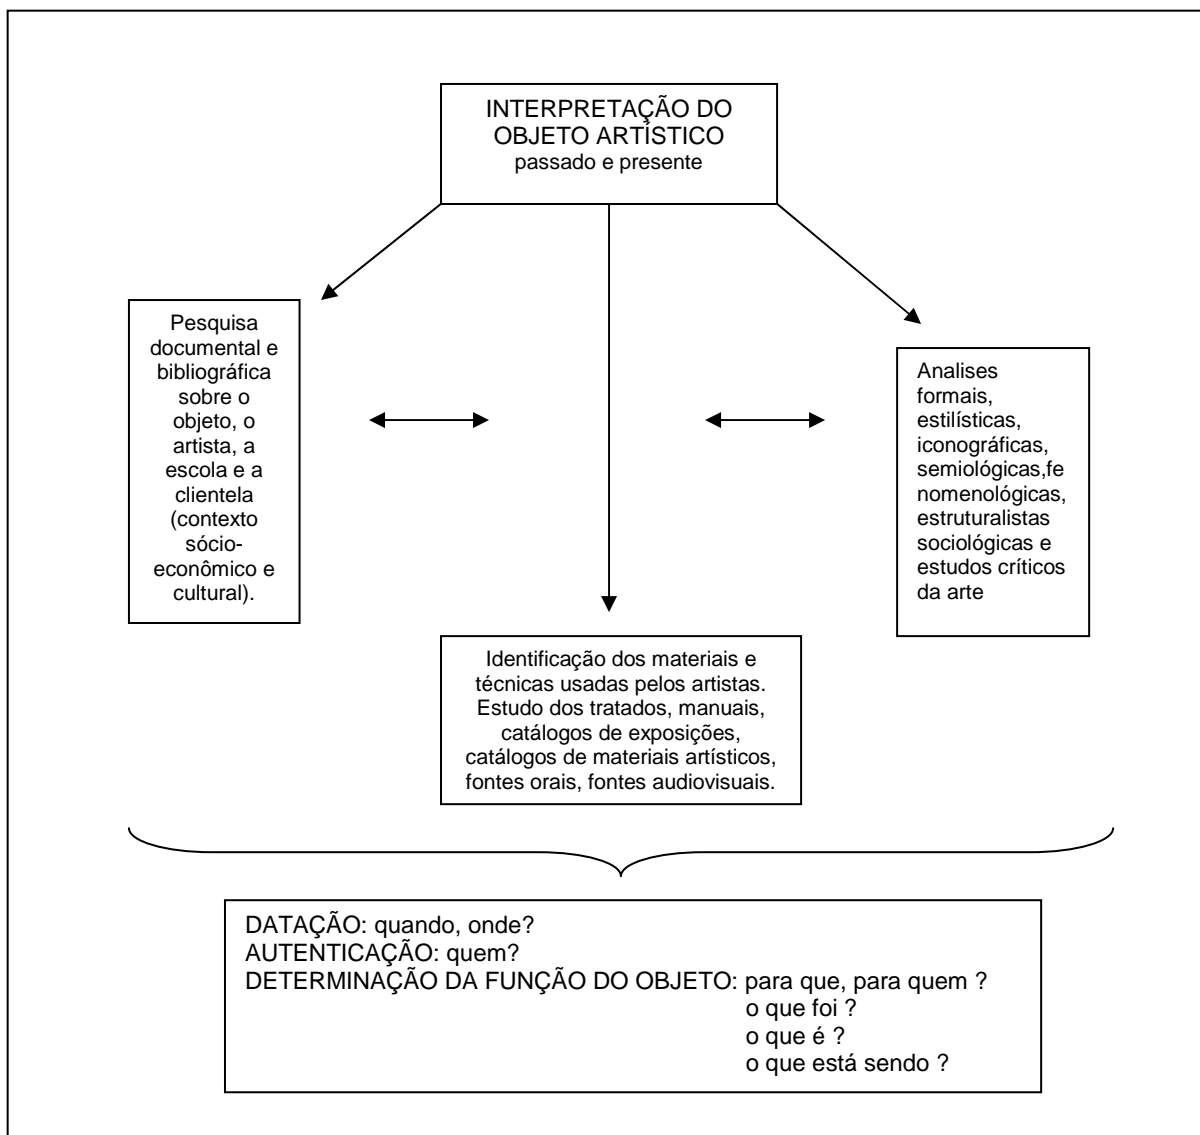 INTERPRETAÇÃO DO
OBJETO ARTÍSTICO
passado e presente
Pesquisa
documental e
bibliográfica
sobre o
objeto, o
artista, a
escola e a
clientela
(contexto
sócio-
econômico e
cultural).
Analises
formais,
estilísticas,
iconográficas,
semiológicas,fe
nomenológicas,
estruturalistas
sociológicas e
estudos críticos
da arte
Identificação dos materiais e
técnicas usadas pelos artistas.
Estudo dos tratados, manuais,
catálogos de exposições,
catálogos de materiais artísticos,
fontes orais, fontes audiovisuais.
DATAÇÃO: quando, onde?
AUTENTICAÇÃO: quem?
DETERMINAÇÃO DA FUNÇÃO DO OBJETO: para que, para quem ?
o que foi ?
o que é ?
o que está sendo ?